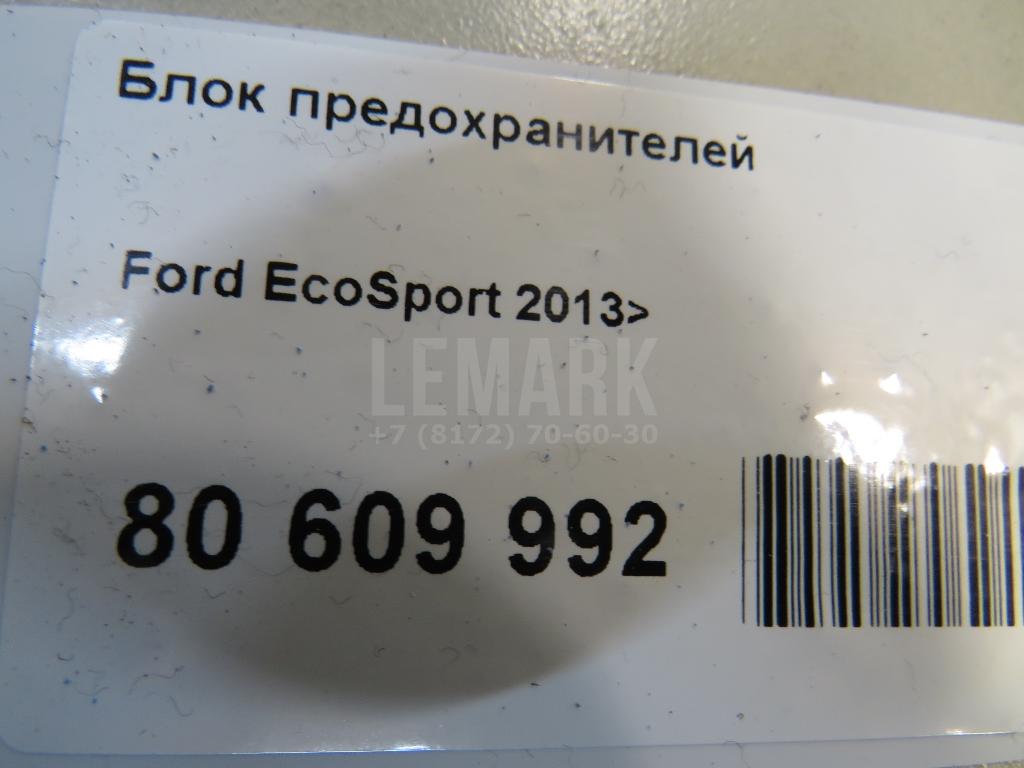 Блок предохранителей
Ford EcoSport 2013>
LEMARK
+7 (8172) 70-60-30
80 609 992